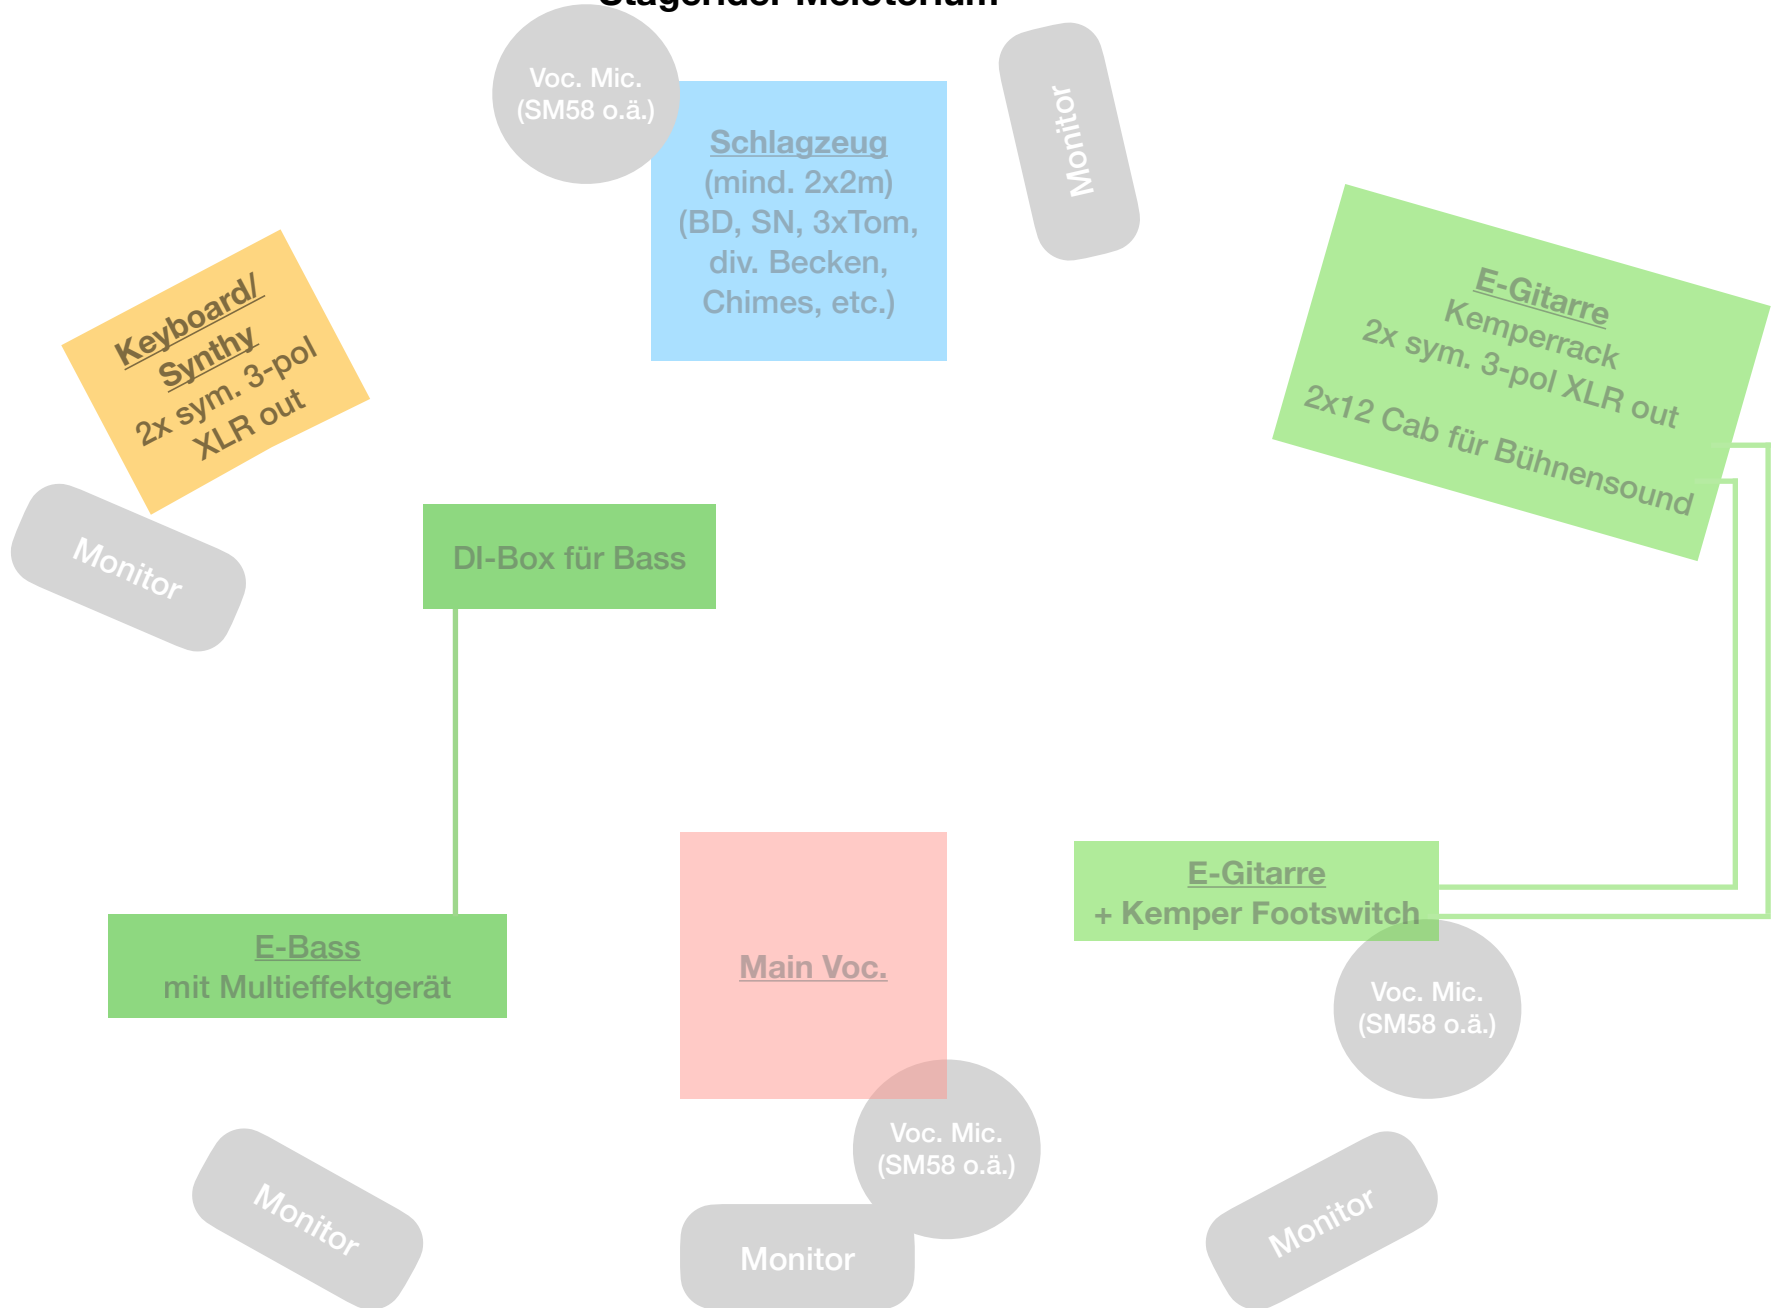 Stagerider Meloterium
Voc. Mic.
(SM58 o.ä.)
Monitor
Schlagzeug
(mind. 2x2m)
(BD, SN, 3xTom,
div. Becken,
Chimes, etc.)
Keyboard/
Synthy
2x sym. 3-pol
XLR out
E-Gitarre
Kemperrack
2x sym. 3-pol XLR out
2x12 Cab für Bühnensound
Monitor
DI-Box für Bass
E-Bass
mit Multieffektgerät
Main Voc.
E-Gitarre
+ Kemper Footswitch
Voc. Mic.
(SM58 o.ä.)
Voc. Mic.
(SM58 o.ä.)
Monitor
Monitor
Monitor